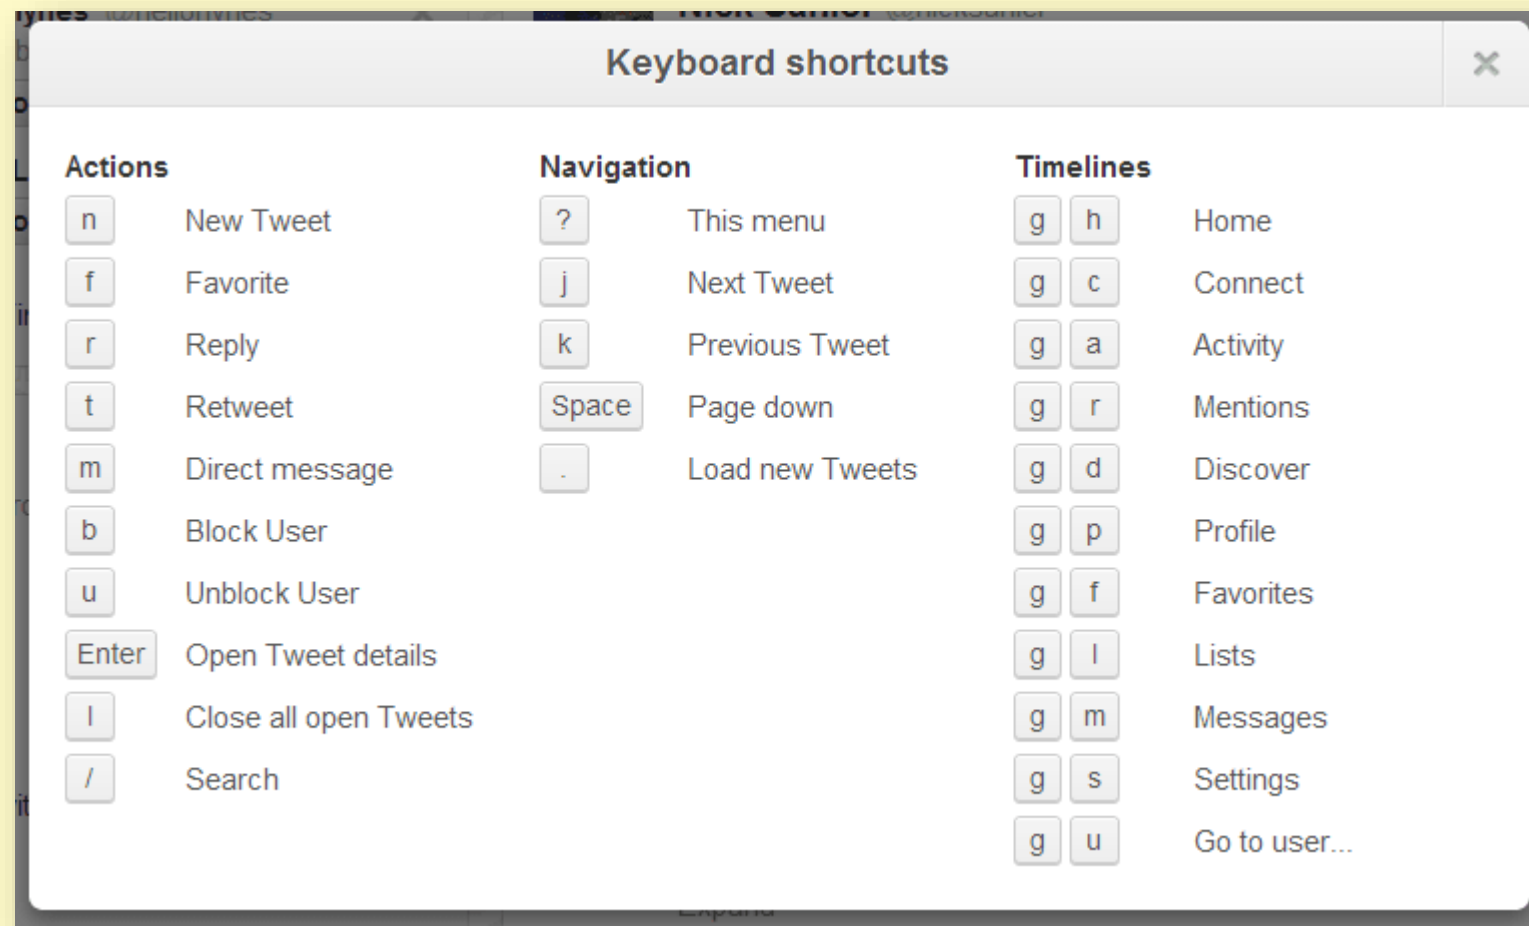 Keyboard shortcuts ×
Actions
n New Tweet
f Favorite
r Reply
t Retweet
m Direct message
b Block User
u Unblock User
Enter Open Tweet details
l Close all open Tweets
/ Search
Navigation
? This menu
j Next Tweet
k Previous Tweet
Space Page down
. Load new Tweets
Timelines
g h Home
g c Connect
g a Activity
g r Mentions
g d Discover
g p Profile
g f Favorites
g l Lists
g m Messages
g s Settings
g u Go to user...